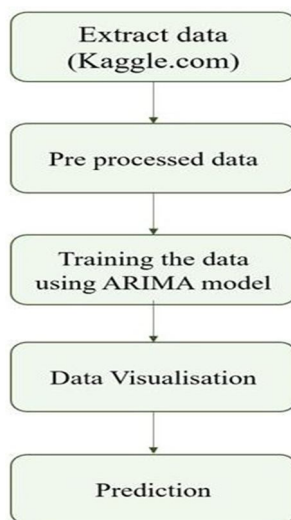 Extract data
(Kaggle.com)
Pre processed data
Training the data
using ARIMA model
Data Visualisation
Prediction